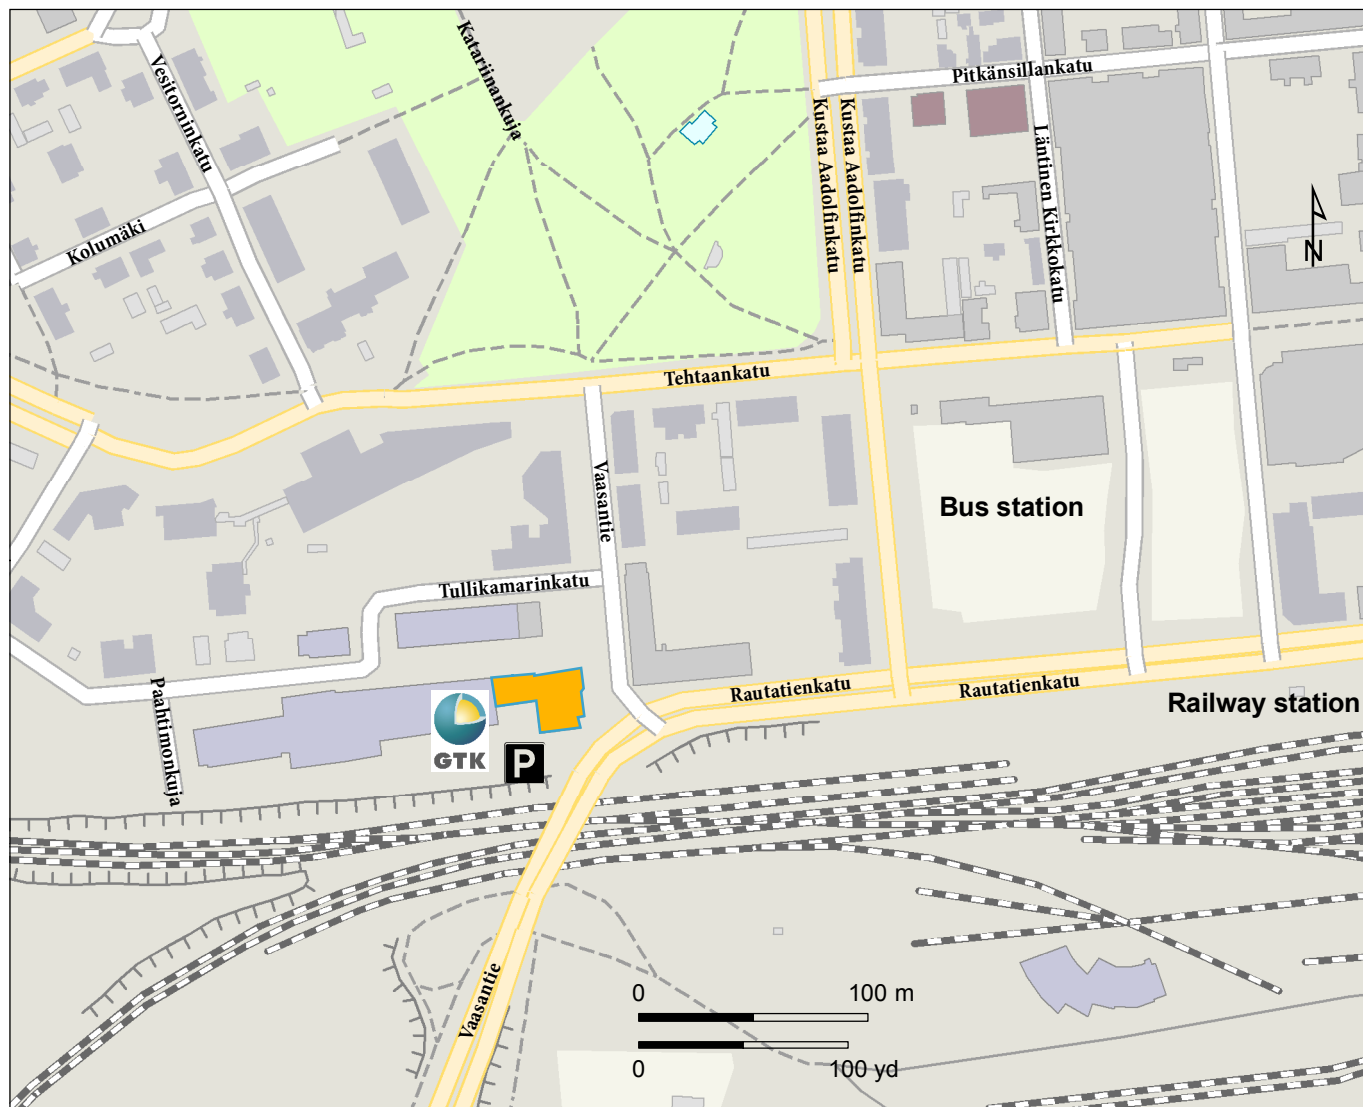 Katariinankuja
Vesitorninkatu
Pitkänsillankatu
Kustaa Aadolfinkatu
Kustaa Aadolfinkatu
Läntinen Kirkkokatu
Kolumäki
N
Tehtaankatu
Vaasantie
Bus station
Tullikamarinkatu
Paahtimonkuja
Rautatienkatu
Rautatienkatu
Railway station
GTK
P
Vaasantie
0 100 m
0 100 yd